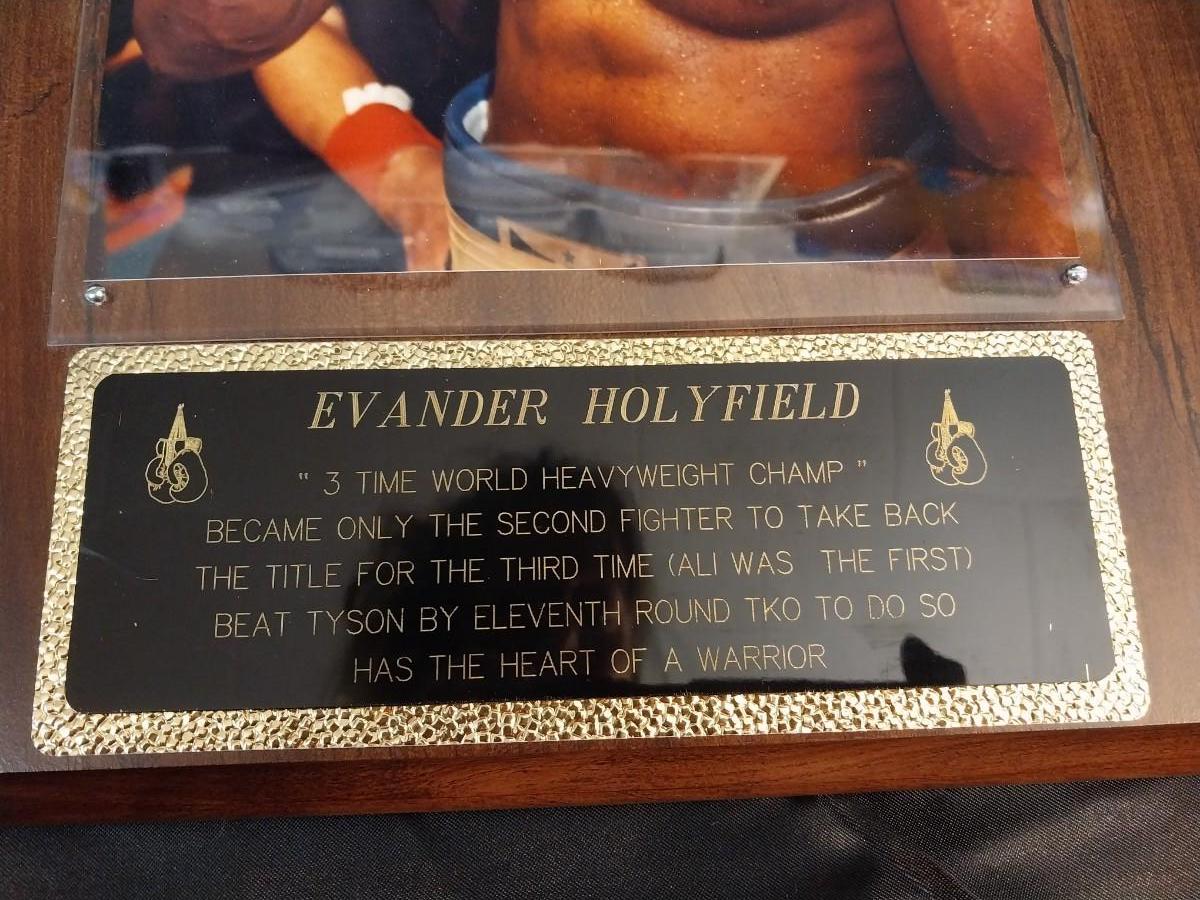 EVANDER HOLYFIELD
" 3 TIME WORLD HEAVYWEIGHT CHAMP "
BECAME ONLY THE SECOND FIGHTER TO TAKE BACK
THE TITLE FOR THE THIRD TIME (ALI WAS THE FIRST)
BEAT TYSON BY ELEVENTH ROUND TKO TO DO SO
HAS THE HEART OF A WARRIOR